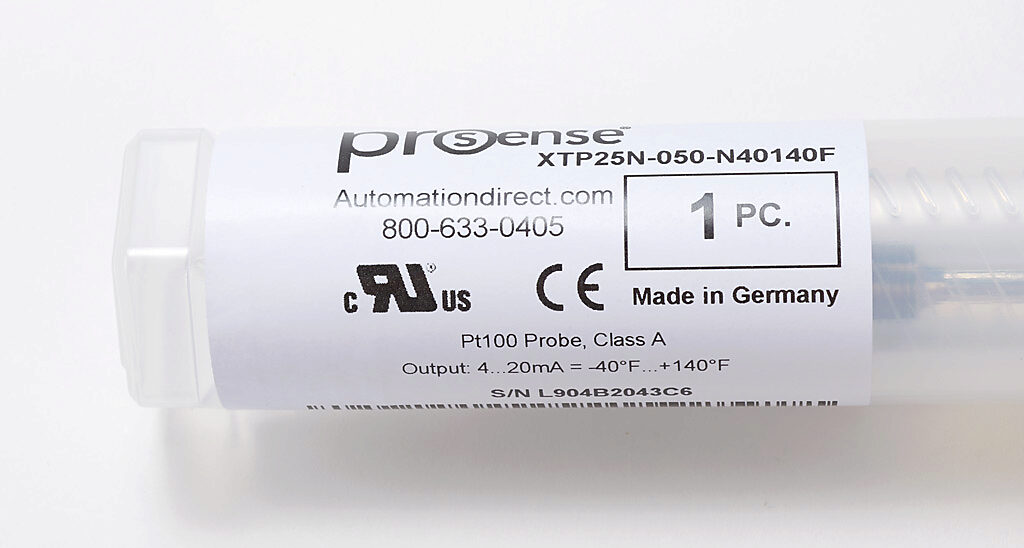 prosense®
XTP25N-050-N40140F
Automationdirect.com
800-633-0405
1 PC.
c RU® US
CE
Made in Germany
Pt100 Probe, Class A
Output: 4...20mA = -40°F...+140°F
S/N L904B2043C6